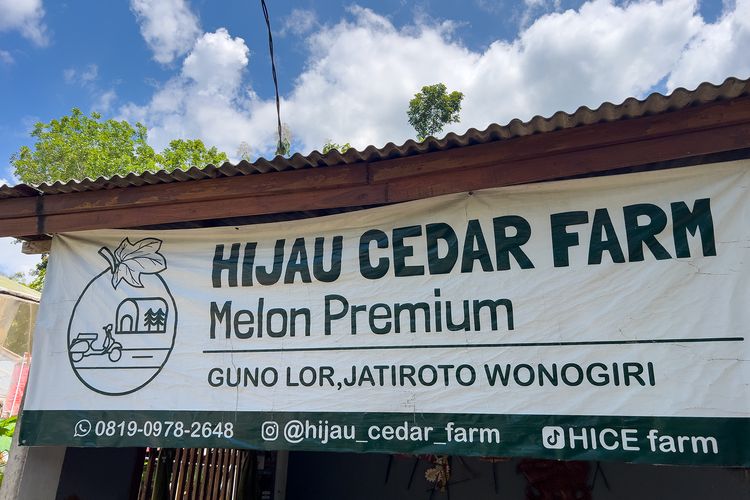 HIJAU CEDAR FARM
Melon Premium
GUNO LOR,JATIROTO WONOGIRI
0819-0978-2648 @hijau_cedar_farm HICE farm